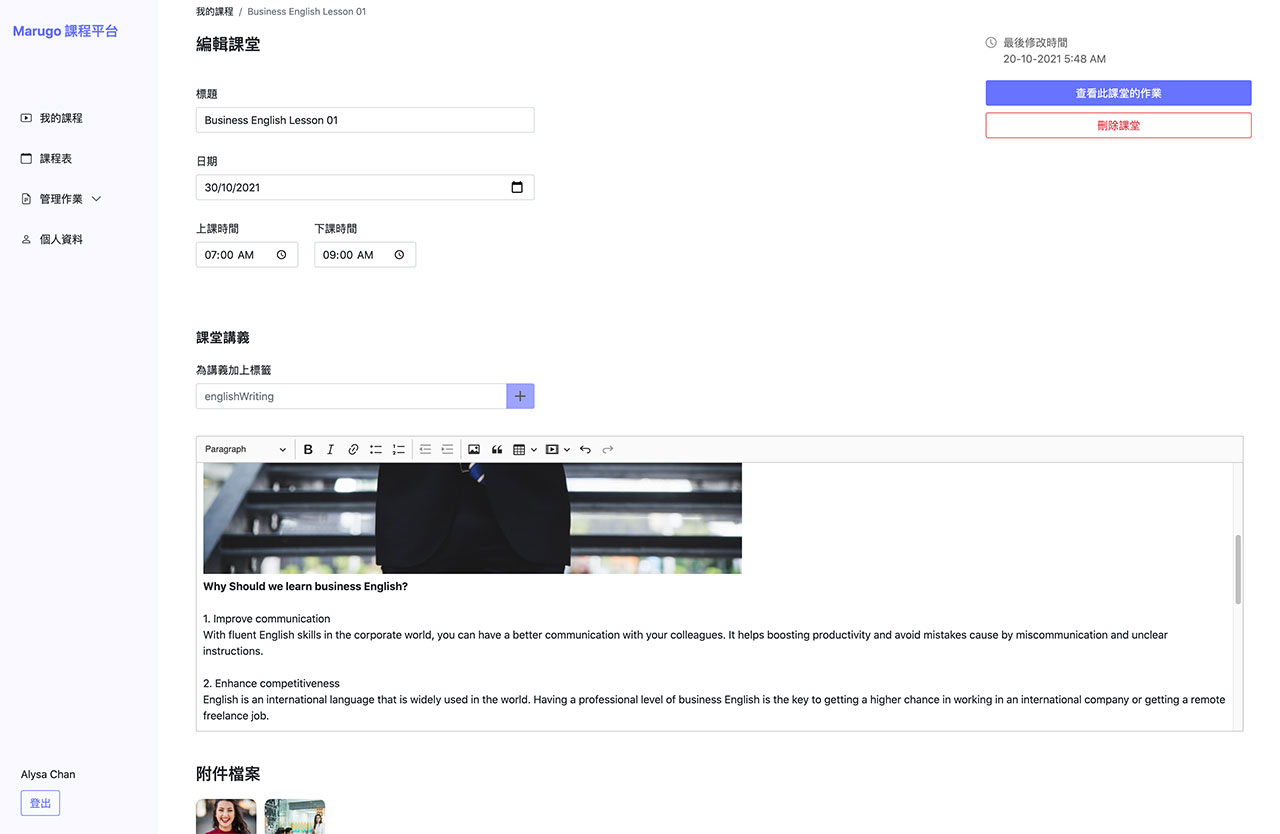 Marugo 課程平台
我的課程
課程表
管理作業
個人資料
Alysa Chan
登出
我的課程 / Business English Lesson 01
編輯課堂
標題
Business English Lesson 01
日期
30/10/2021
上課時間 下課時間
07:00 AM 09:00 AM
最後修改時間
20-10-2021 5:48 AM
查看此課堂的作業
刪除課堂
課堂講義
為講義加上標籤
englishWriting
Paragraph
Why Should we learn business English?
1. Improve communication
With fluent English skills in the corporate world, you can have a better communication with your colleagues. It helps boosting productivity and avoid mistakes cause by miscommunication and unclear
instructions.
2. Enhance competitiveness
English is an international language that is widely used in the world. Having a professional level of business English is the key to getting a higher chance in working in an international company or getting a remote
freelance job.
附件檔案